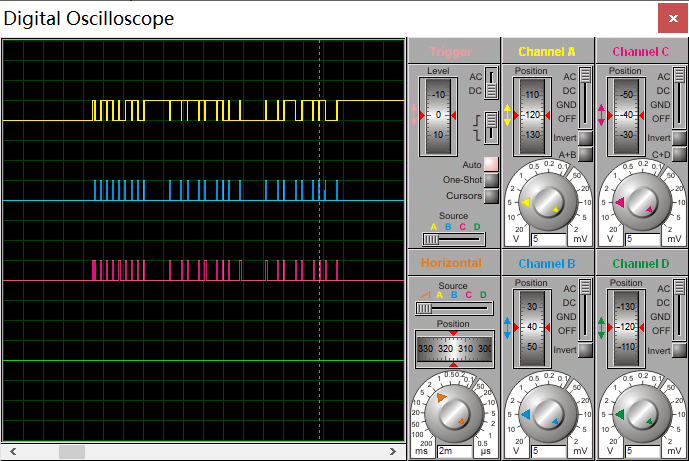 Digital Oscilloscope
Trigger
Level
-10
0
10
AC
DC
Auto
One-Shot
Cursors
Source
A B C D
Channel A
Position
110
120
130
AC
DC
GND
OFF
Invert
A+B
0.5 0.2 0.1
1 50
2 20
5 10
10 5
20 2
V 5 mV
Channel C
Position
-50
-40
-30
AC
DC
GND
OFF
Invert
C+D
0.5 0.2 0.1
1 50
2 20
5 10
10 5
20 2
V 5 mV
Horizontal
Source
A B C D
Position
330 320 310 300
1 0.50 0.2 0.1
2 50
5 20
10 10
20 5
50 2
100 1
200 0.5
ms 2m µs
Channel B
Position
30
40
50
AC
DC
GND
OFF
Invert
0.5 0.2 0.1
1 50
2 20
5 10
10 5
20 2
V 5 mV
Channel D
Position
-130
-120
-110
AC
DC
GND
OFF
Invert
0.5 0.2 0.1
1 50
2 20
5 10
10 5
20 2
V 5 mV